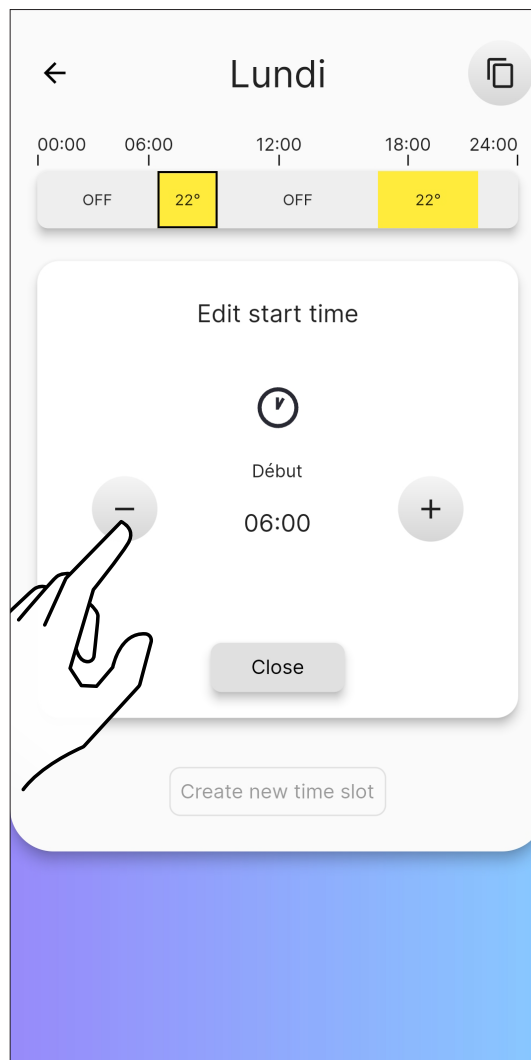 Lundi
00:00 06:00 12:00 18:00 24:00
OFF 22° OFF 22°
Edit start time
Début
− 06:00 +
Close
Create new time slot